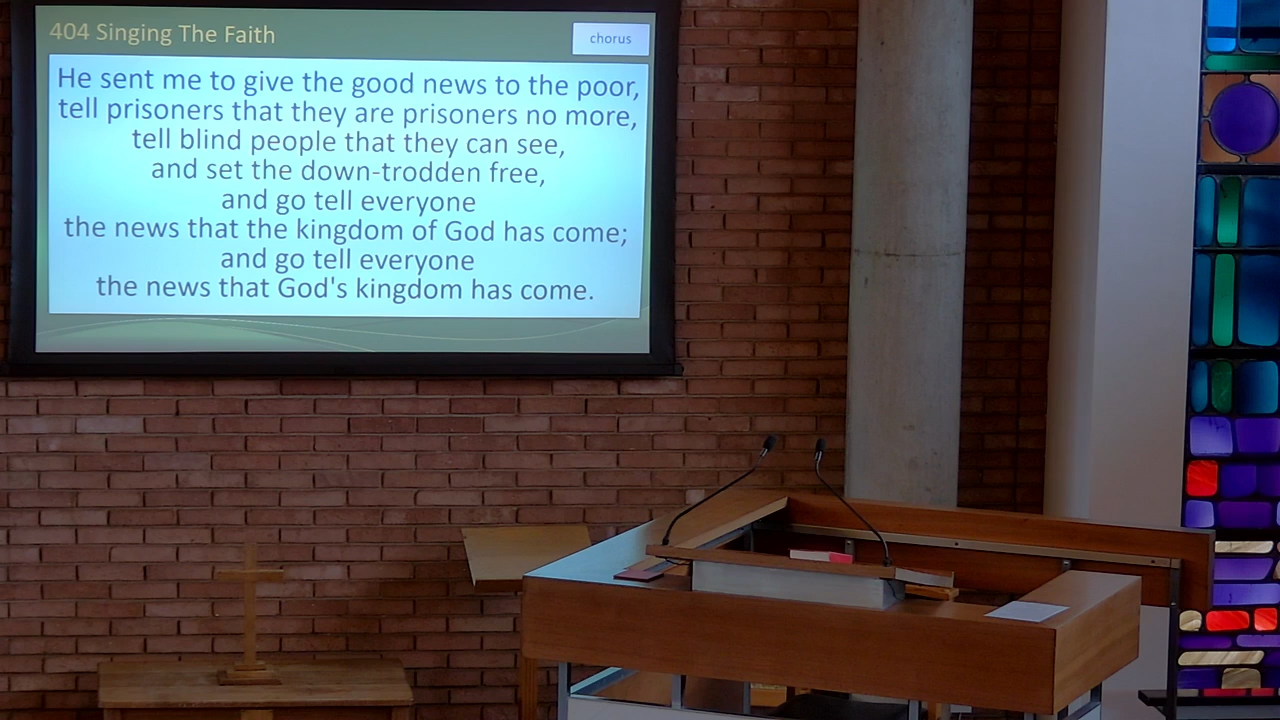 404 Singing The Faith
chorus
He sent me to give the good news to the poor,
tell prisoners that they are prisoners no more,
tell blind people that they can see,
and set the down-trodden free,
and go tell everyone
the news that the kingdom of God has come;
and go tell everyone
the news that God's kingdom has come.